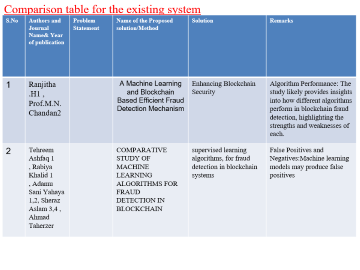 Comparison table for the existing system
S.No
Authors and
Journal
Name& Year
of publication
Problem
Statement
Name of the Proposed
solution/Method
Solution
Remarks
1
Ranjitha
.H1 ,
Prof.M.N.
Chandan2
A Machine Learning
and Blockchain
Based Efficient Fraud
Detection Mechanism
Enhancing Blockchain
Security
Algorithm Performance: The
study likely provides insights
into how different algorithms
perform in blockchain fraud
detection, highlighting the
strengths and weaknesses of
each.
2
Tehreem
Ashfaq 1
, Rabiya
Khalid 1
, Adamu
Sani Yahaya
1,2, Sheraz
Aslam 3,4 ,
Ahmad
Taherzer
COMPARATIVE
STUDY OF
MACHINE
LEARNING
ALGORITHMS FOR
FRAUD
DETECTION IN
BLOCKCHAIN
supervised learning
algorithms, for fraud
detection in blockchain
systems
False Positives and
Negatives:Machine learning
models may produce false
positives